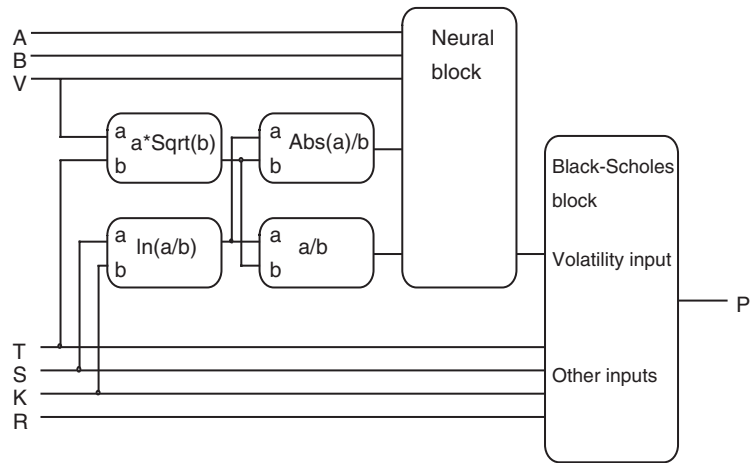 A
B
V
a
b
a*Sqrt(b)
a
b
Abs(a)/b
a
b
ln(a/b)
a
b
a/b
Neural
block
Black-Scholes
block
Volatility input
Other inputs
P
T
S
K
R